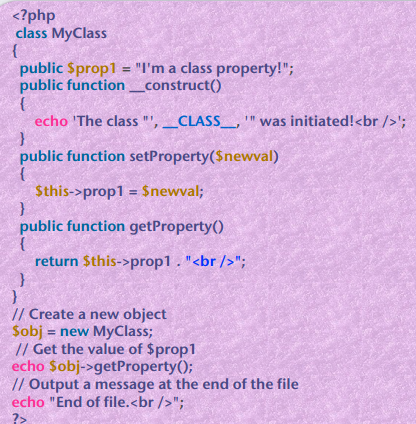 <?php
class MyClass
{
public $prop1 = "I'm a class property!";
public function __construct()
{
echo 'The class "', __CLASS__, '" was initiated!<br />';
}
public function setProperty($newval)
{
$this->prop1 = $newval;
}
public function getProperty()
{
return $this->prop1 . "<br />";
}
}
// Create a new object
$obj = new MyClass;
// Get the value of $prop1
echo $obj->getProperty();
// Output a message at the end of the file
echo "End of file.<br />";
?>